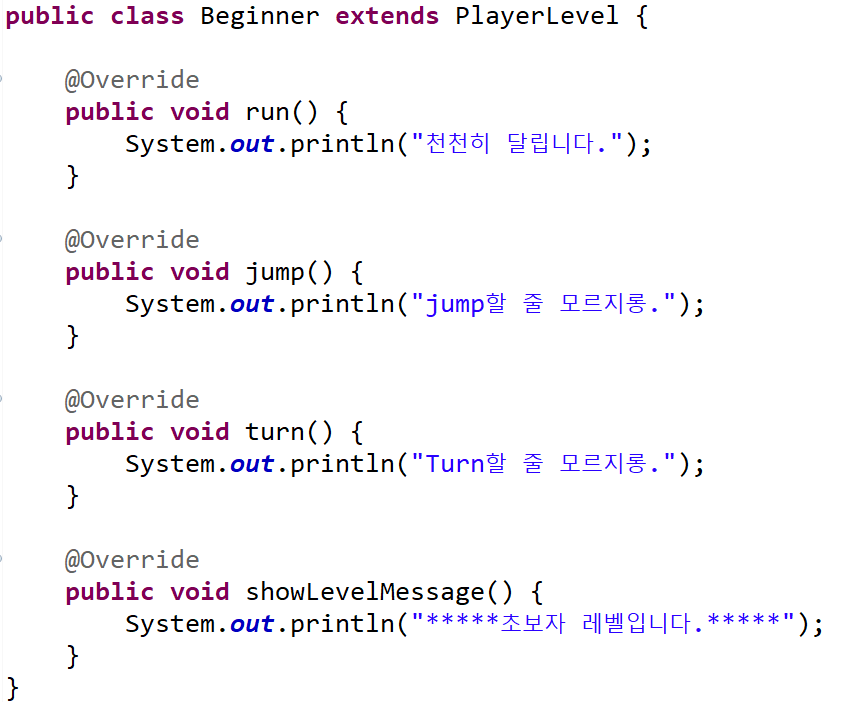 public class Beginner extends PlayerLevel {
@Override
public void run() {
System.out.println("천천히 달립니다.");
}
@Override
public void jump() {
System.out.println("jump할 줄 모르지롱.");
}
@Override
public void turn() {
System.out.println("Turn할 줄 모르지롱.");
}
@Override
public void showLevelMessage() {
System.out.println("*****초보자 레벨입니다.*****");
}
}